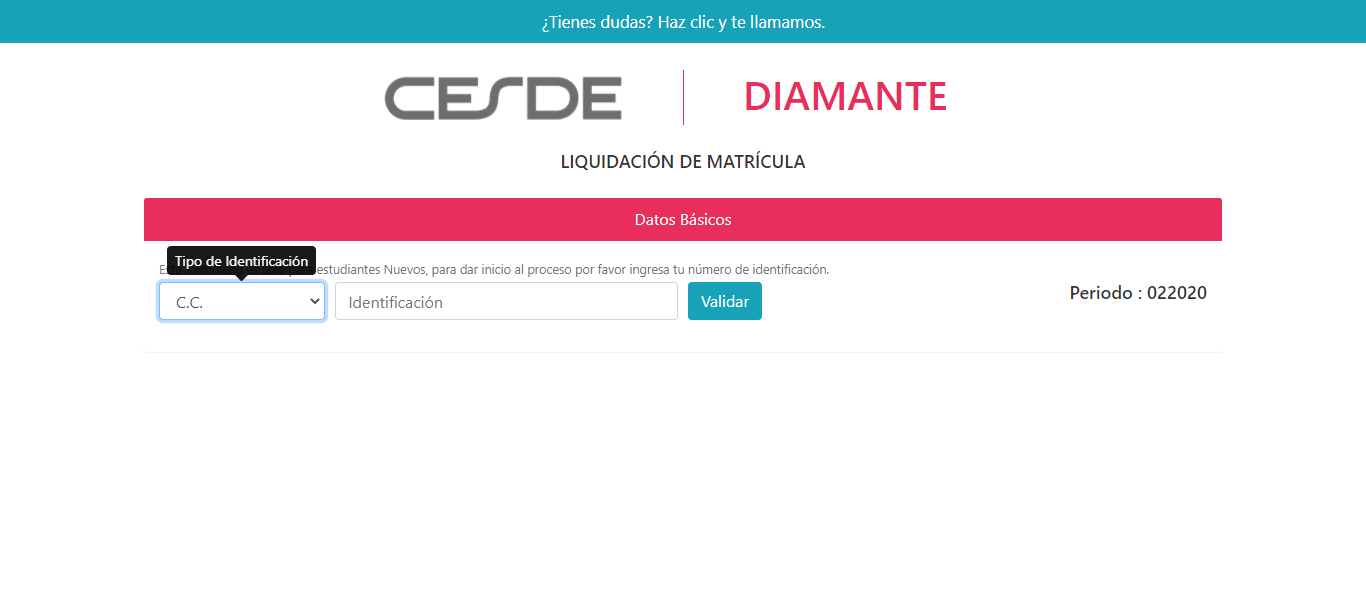 ¿Tienes dudas? Haz clic y te llamamos.
CESDE
DIAMANTE
LIQUIDACIÓN DE MATRÍCULA
Datos Básicos
Tipo de Identificación
estudiantes Nuevos, para dar inicio al proceso por favor ingresa tu número de identificación.
C.C.
Identificación
Validar
Periodo : 022020